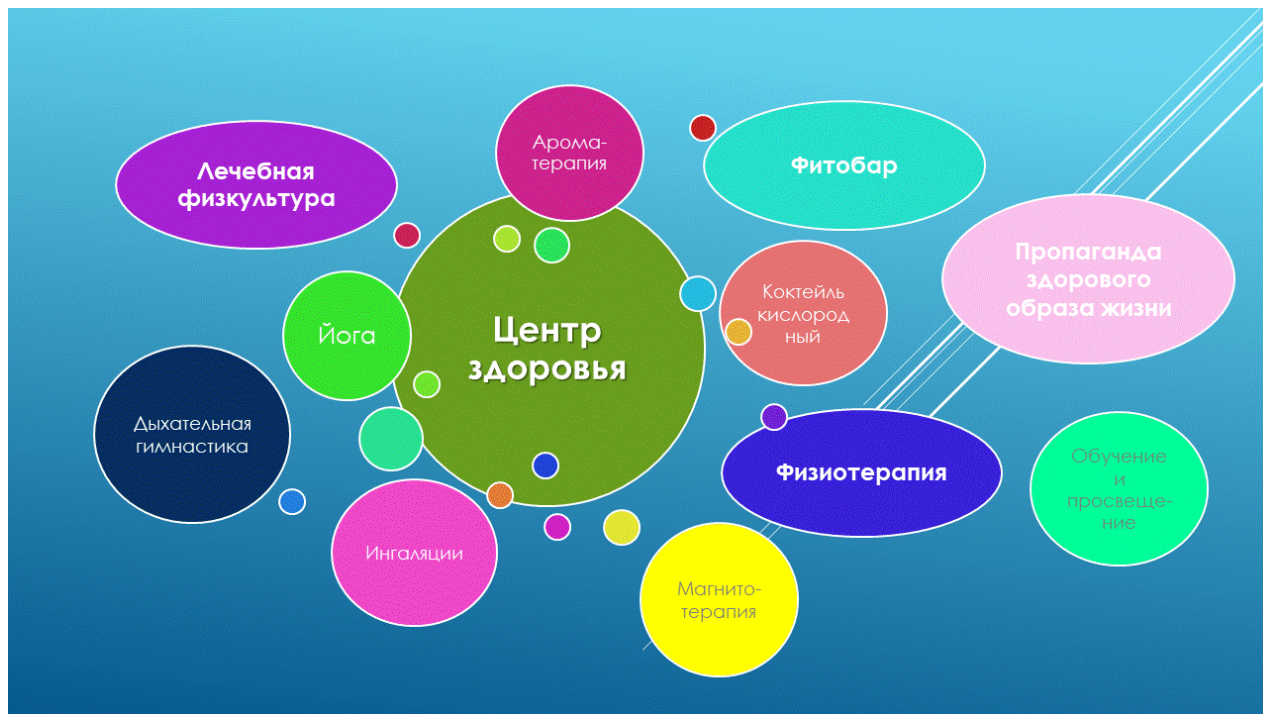 Арома-
терапия
Лечебная
физкультура
Фитобар
Пропаганда
здорового
образа жизни
Коктейль
кислород
ный
Йога
Центр
здоровья
Дыхательная
гимнастика
Физиотерапия
Обучение
и
просвеще-
ние
Ингаляции
Магнито-
терапия